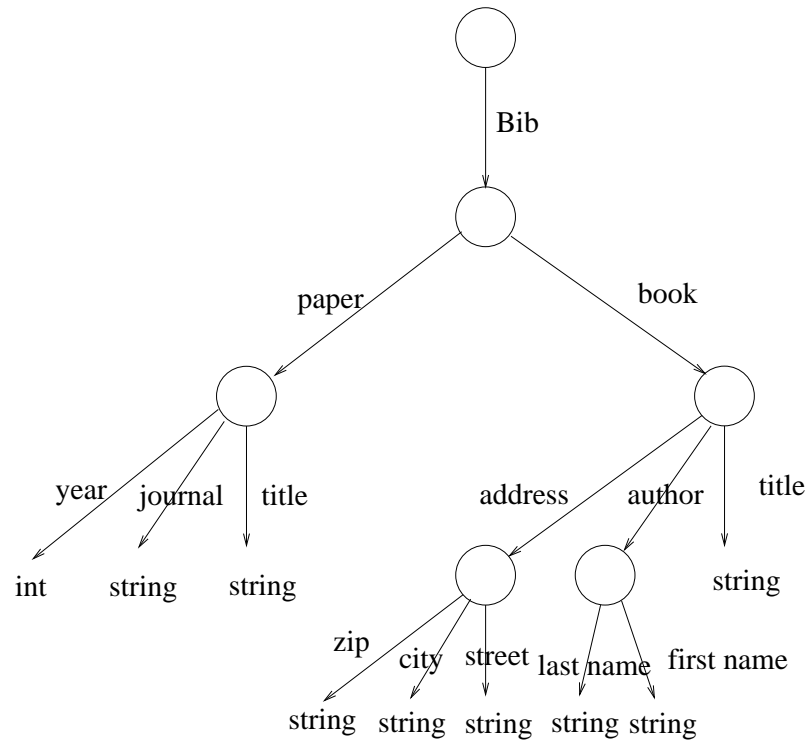 Bib
paper
book
year
journal
title
address
author
title
int
string
string
string
zip
city
street
last name
first name
string
string
string
string
string